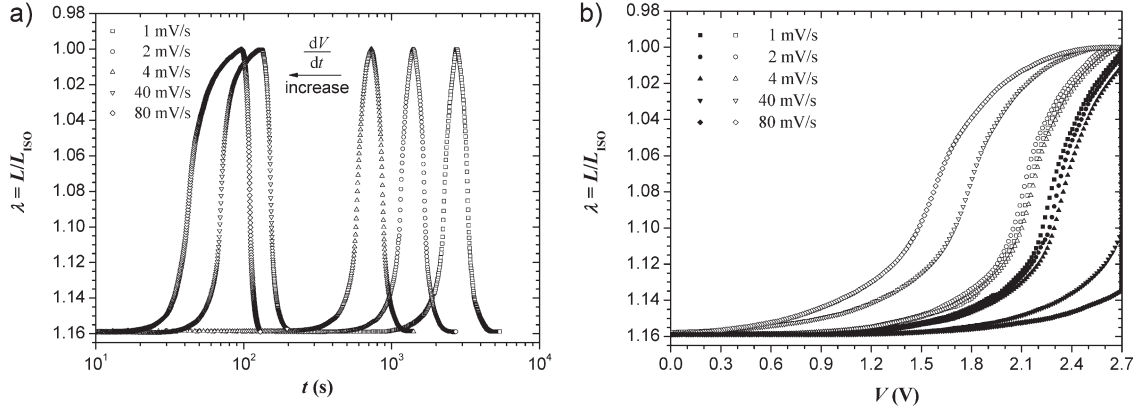 a)
1.00
1.02
1.04
1.06
1.08
1.10
1.12
1.14
1.16
λ = L/L_ISO
1 mV/s
2 mV/s
4 mV/s
40 mV/s
80 mV/s
dV
dt
increase
10^1 10^2 10^3 10^4
t (s)
b)
1.00
1.02
1.04
1.06
1.08
1.10
1.12
1.14
1.16
λ = L/L_ISO
1 mV/s
2 mV/s
4 mV/s
40 mV/s
80 mV/s
0.0 0.3 0.6 0.9 1.2 1.5 1.8 2.1 2.4 2.7
V (V)